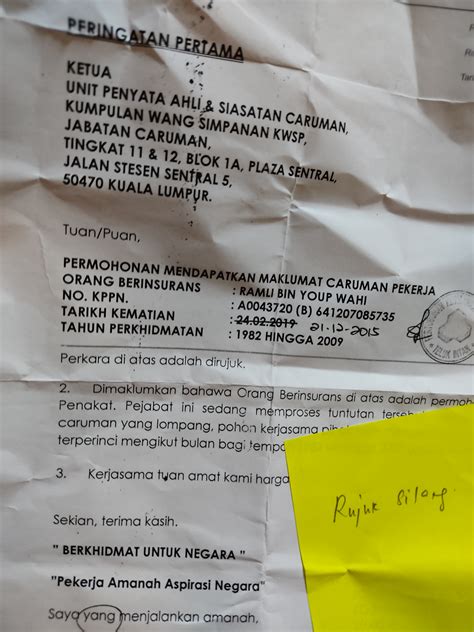 PERINGATAN PERTAMA
KETUA
UNIT PENYATA AHLI & SIASATAN CARUMAN,
KUMPULAN WANG SIMPANAN KWSP,
JABATAN CARUMAN,
TINGKAT 11 & 12, BLOK 1A, PLAZA SENTRAL,
JALAN STESEN SENTRAL 5,
50470 KUALA LUMPUR.
Tuan/Puan,
PERMOHONAN MENDAPATKAN MAKLUMAT CARUMAN PEKERJA
ORANG BERINSURANS : RAMLI BIN YOUP WAHI
NO. KPPN. : A0043720 (B) 641207085735
TARIKH KEMATIAN : 24.02.2019 21-12-2015
TAHUN PERKHIDMATAN : 1982 HINGGA 2009
Perkara di atas adalah dirujuk.
2. Dimaklumkan bahawa Orang Berinsurans di atas adalah
Penakat. Pejabat ini sedang memproses tuntutan
caruman yang lompang, pohon kerjasama
terperinci mengikut bulan bagi
3. Kerjasama tuan amat kami
Sekian, terima kasih.
" BERKHIDMAT UNTUK NEGARA "
"Pekerja Amanah Aspirasi Negara"
Saya yang menjalankan amanah,
Rujuk silang